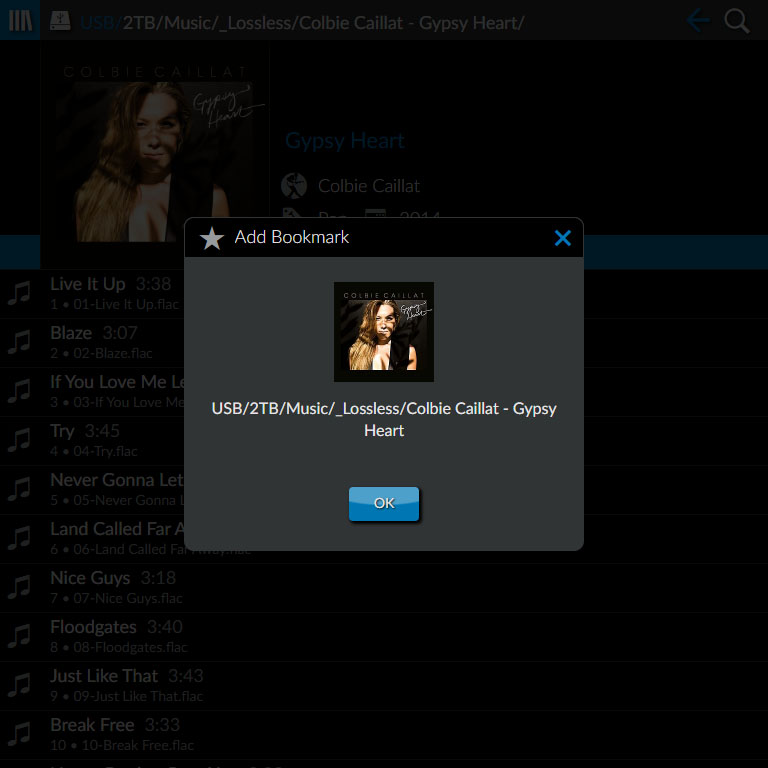 USB/2TB/Music/_Lossless/Colbie Caillat - Gypsy Heart/
COLBIE CAILLAT
Gypsy Heart
Gypsy Heart
Colbie Caillat
Pop 2014
Add Bookmark
COLBIE CAILLAT
Gypsy Heart
USB/2TB/Music/_Lossless/Colbie Caillat - Gypsy
Heart
OK
Live It Up 3:38
1 • 01-Live It Up.flac
Blaze 3:07
2 • 02-Blaze.flac
If You Love Me Le
3 • 03-If You Love Me
Try 3:45
4 • 04-Try.flac
Never Gonna Let
5 • 05-Never Gonna L
Land Called Far A
6 • 06-Land Called Far Away.flac
Nice Guys 3:18
7 • 07-Nice Guys.flac
Floodgates 3:40
8 • 08-Floodgates.flac
Just Like That 3:43
9 • 09-Just Like That.flac
Break Free 3:33
10 • 10-Break Free.flac